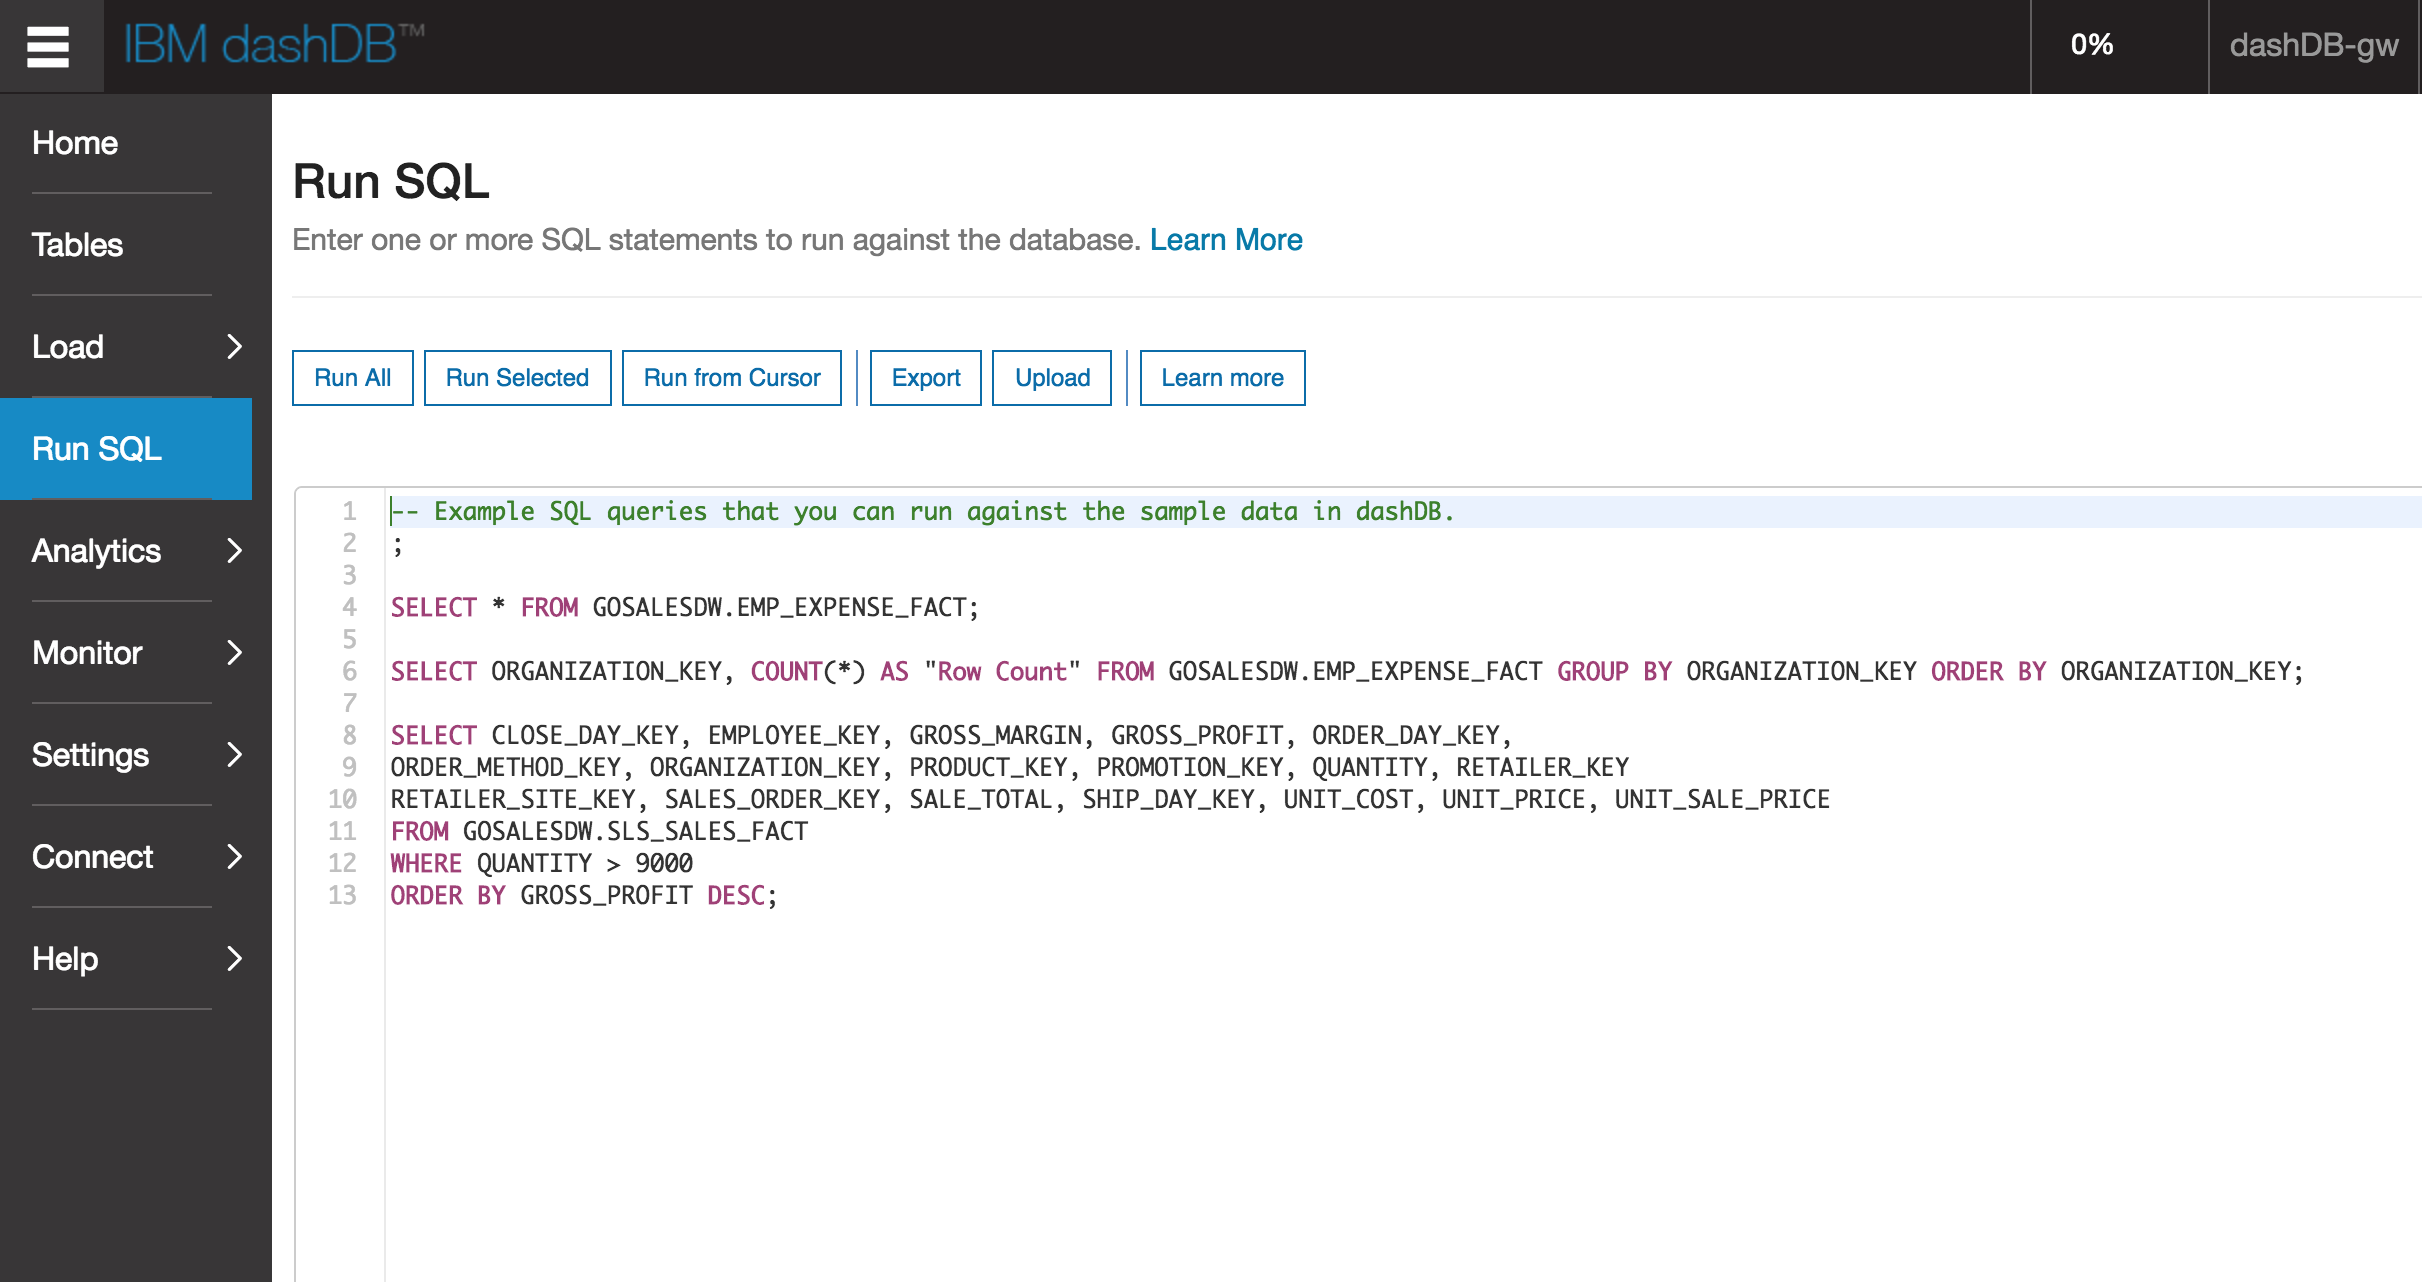 IBM dashDB™
0%
dashDB-gw
Home
Tables
Load
Run SQL
Analytics
Monitor
Settings
Connect
Help
Run SQL
Enter one or more SQL statements to run against the database. Learn More
Run All
Run Selected
Run from Cursor
Export
Upload
Learn more
1 -- Example SQL queries that you can run against the sample data in dashDB.
2 ;
3
4 SELECT * FROM GOSALESDW.EMP_EXPENSE_FACT;
5
6 SELECT ORGANIZATION_KEY, COUNT(*) AS "Row Count" FROM GOSALESDW.EMP_EXPENSE_FACT GROUP BY ORGANIZATION_KEY ORDER BY ORGANIZATION_KEY;
7
8 SELECT CLOSE_DAY_KEY, EMPLOYEE_KEY, GROSS_MARGIN, GROSS_PROFIT, ORDER_DAY_KEY,
9 ORDER_METHOD_KEY, ORGANIZATION_KEY, PRODUCT_KEY, PROMOTION_KEY, QUANTITY, RETAILER_KEY
10 RETAILER_SITE_KEY, SALES_ORDER_KEY, SALE_TOTAL, SHIP_DAY_KEY, UNIT_COST, UNIT_PRICE, UNIT_SALE_PRICE
11 FROM GOSALESDW.SLS_SALES_FACT
12 WHERE QUANTITY > 9000
13 ORDER BY GROSS_PROFIT DESC;